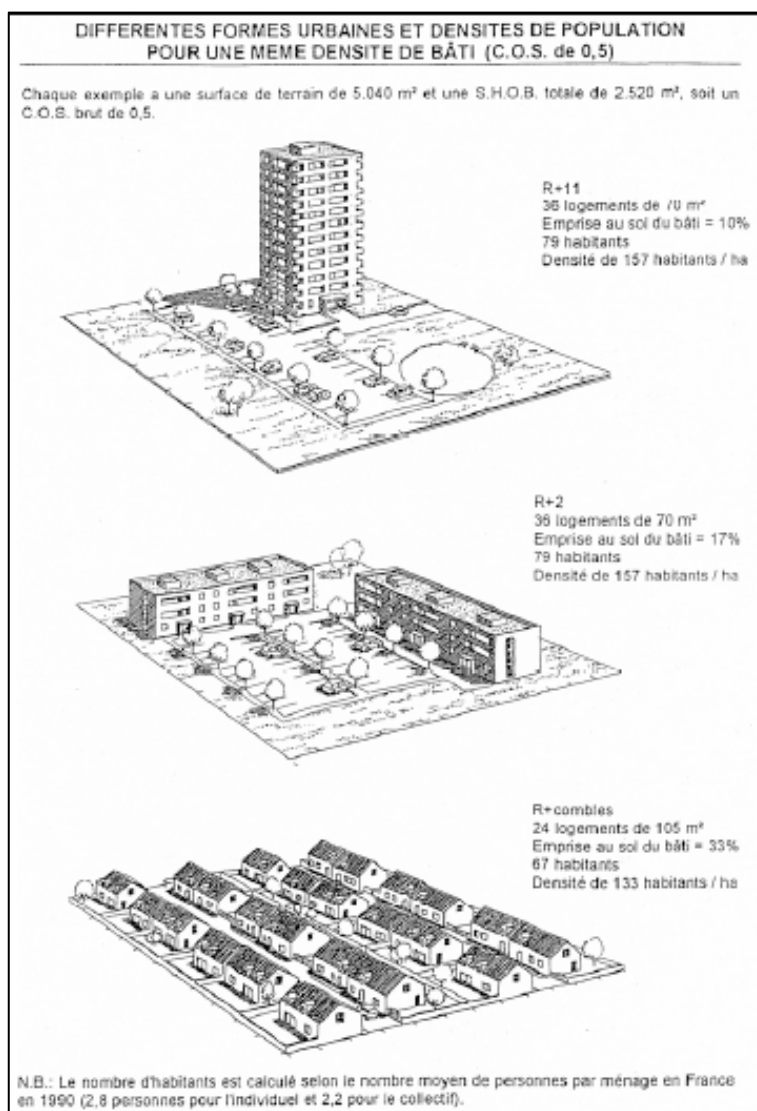 DIFFERENTES FORMES URBAINES ET DENSITES DE POPULATION
POUR UNE MEME DENSITE DE BÂTI (C.O.S. de 0,5)
Chaque exemple a une surface de terrain de 5.040 m² et une S.H.O.B. totale de 2.520 m², soit un
C.O.S. brut de 0,5.
R+11
36 logements de 70 m²
Emprise au sol du bâti = 10%
79 habitants
Densité de 157 habitants / ha
R+2
36 logements de 70 m²
Emprise au sol du bâti = 17%
79 habitants
Densité de 157 habitants / ha
R+combles
24 logements de 105 m²
Emprise au sol du bâti = 33%
67 habitants
Densité de 133 habitants / ha
N.B.: Le nombre d'habitants est calculé selon le nombre moyen de personnes par ménage en France
en 1990 (2,8 personnes pour l'individuel et 2,2 pour le collectif).